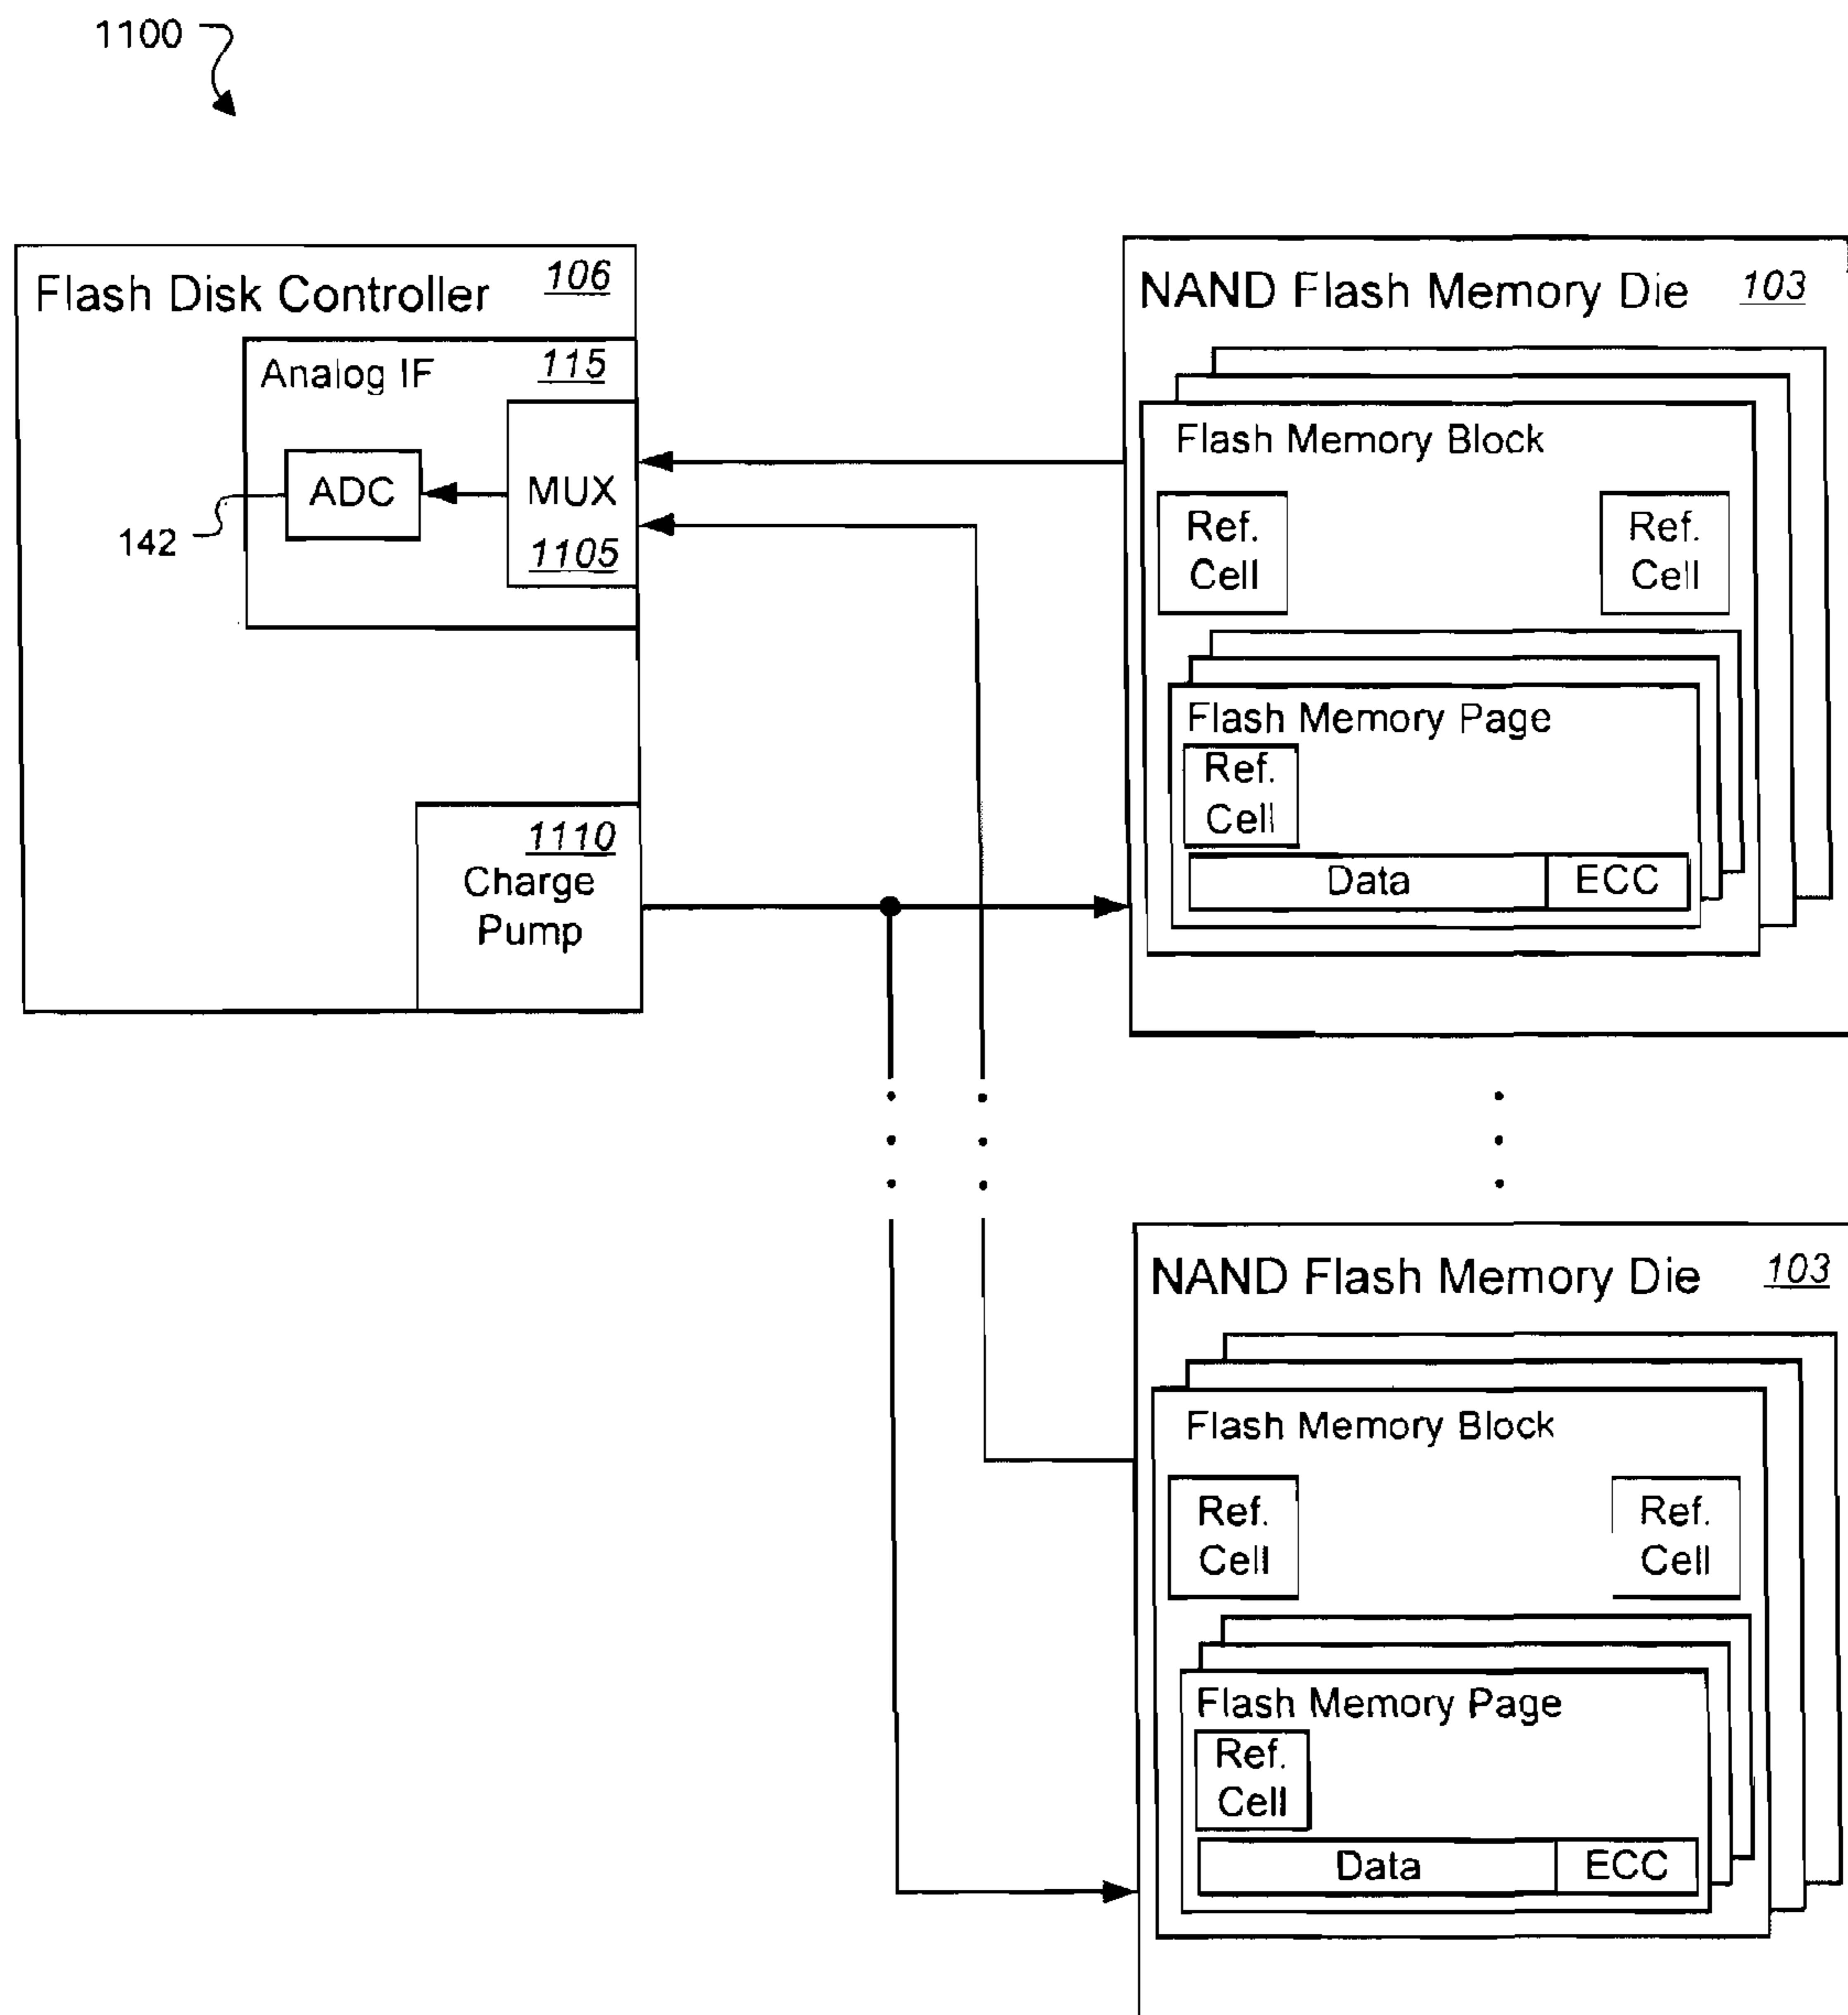 1100
Flash Disk Controller 106
Analog IF 115
ADC
MUX
1105
142
1110
Charge
Pump
NAND Flash Memory Die 103
Flash Memory Block
Ref.
Cell
Ref.
Cell
Flash Memory Page
Ref.
Cell
Data ECC
NAND Flash Memory Die 103
Flash Memory Block
Ref.
Cell
Ref.
Cell
Flash Memory Page
Ref.
Cell
Data ECC